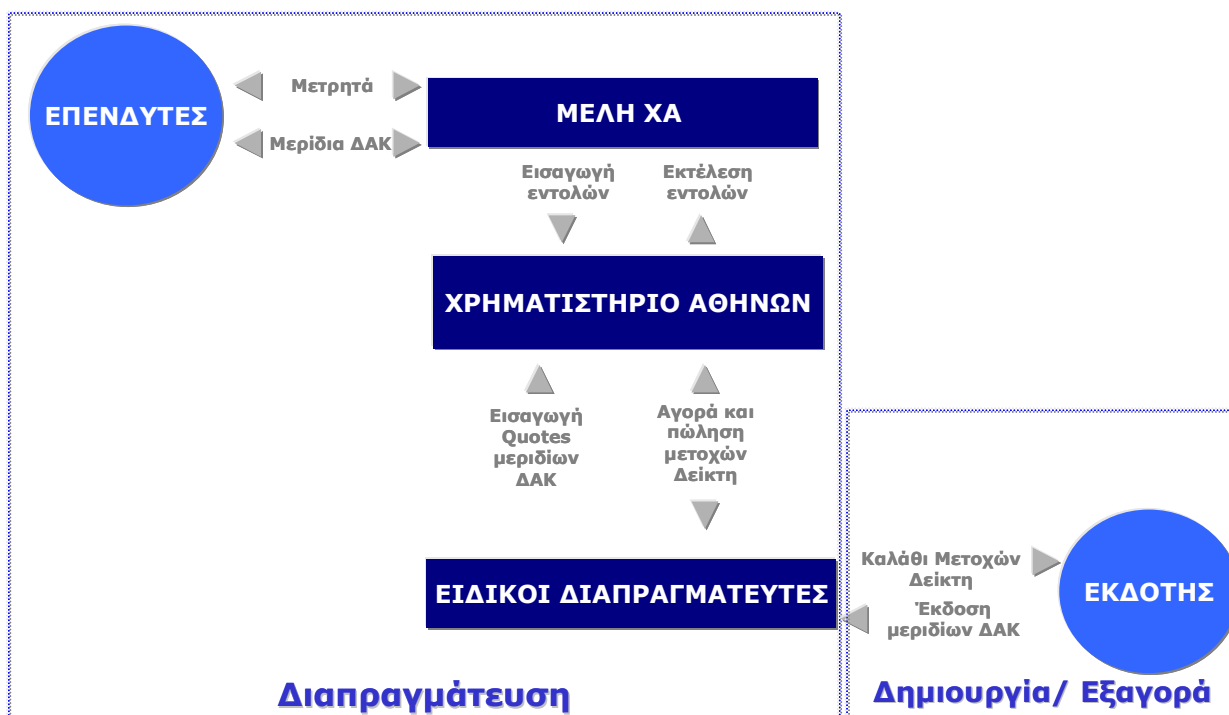 ΕΠΕΝΔΥΤΕΣ
Μετρητά
Μερίδια ΔΑΚ
ΜΕΛΗ ΧΑ
Εισαγωγή
εντολών
Εκτέλεση
εντολών
ΧΡΗΜΑΤΙΣΤΗΡΙΟ ΑΘΗΝΩΝ
Εισαγωγή
Quotes
μεριδίων
ΔΑΚ
Αγορά και
πώληση
μετοχών
Δείκτη
ΕΙΔΙΚΟΙ ΔΙΑΠΡΑΓΜΑΤΕΥΤΕΣ
Καλάθι Μετοχών
Δείκτη
Έκδοση
μεριδίων ΔΑΚ
ΕΚΔΟΤΗΣ
Διαπραγμάτευση
Δημιουργία/ Εξαγορά